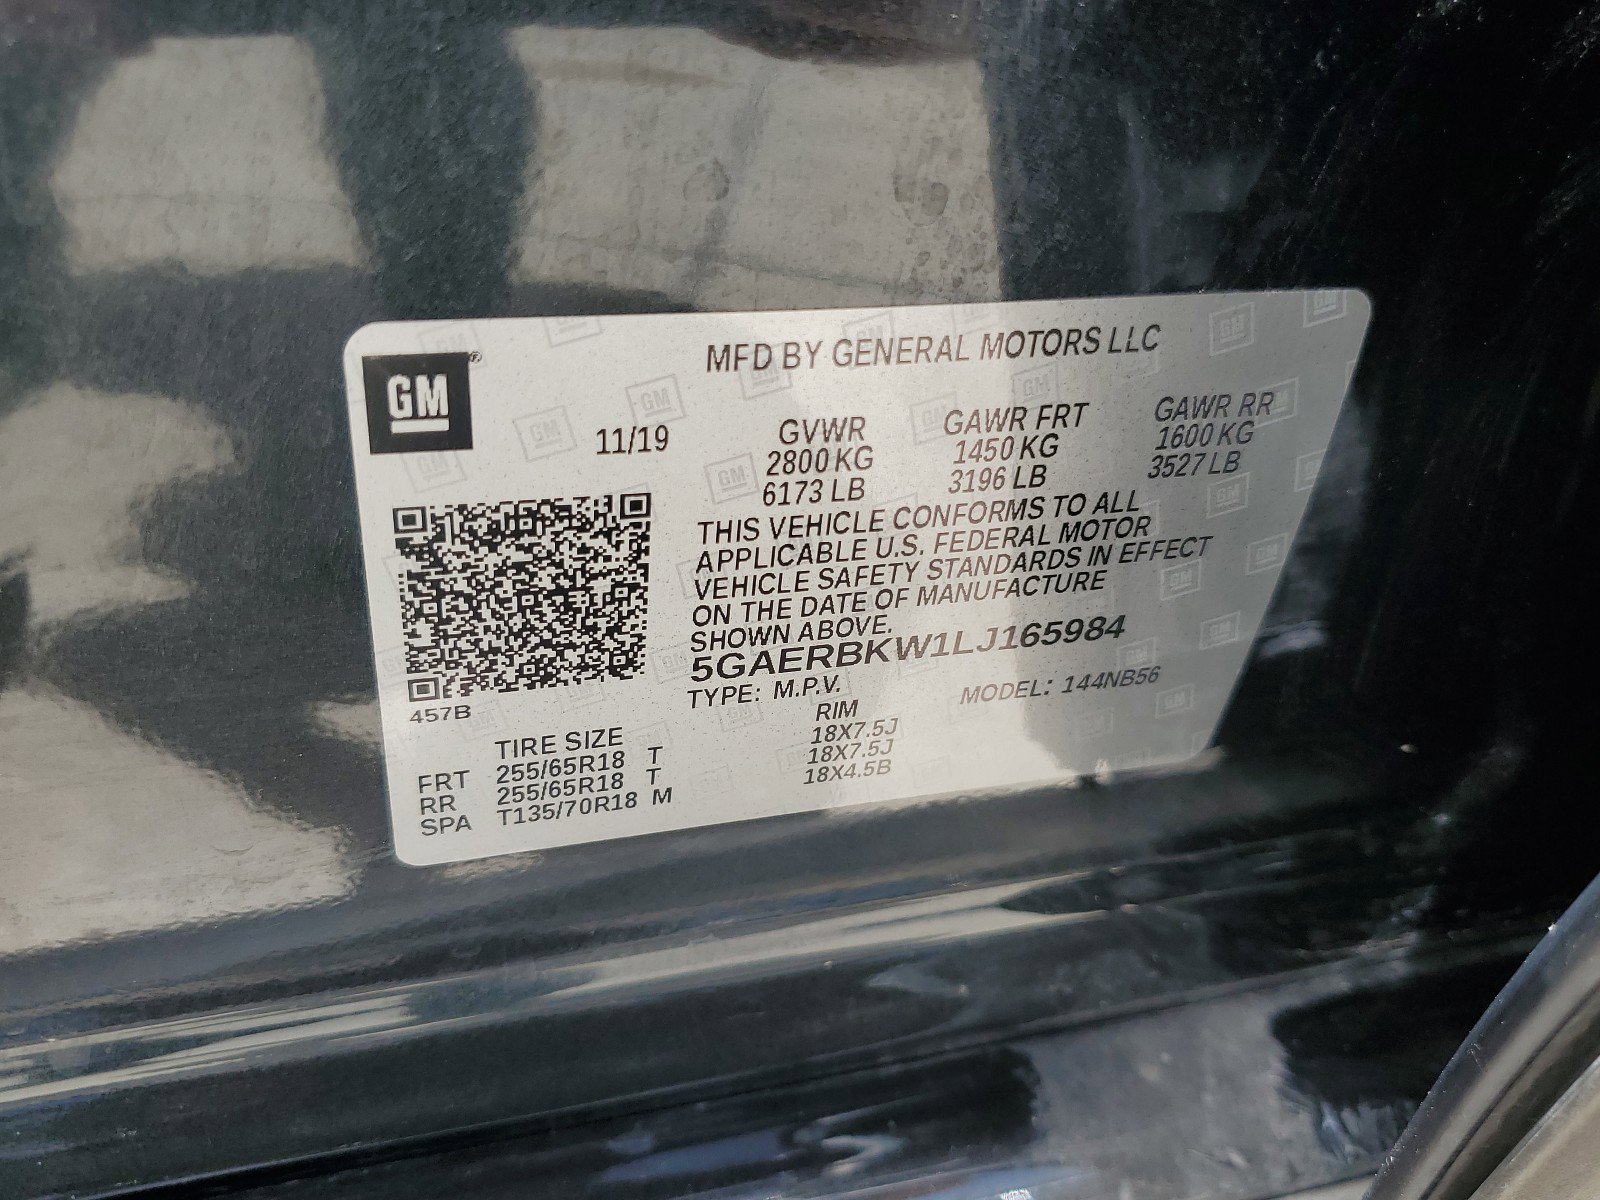 GM
MFD BY GENERAL MOTORS LLC
11/19
GVWR
2800 KG
6173 LB
GAWR FRT
1450 KG
3196 LB
GAWR RR
1600 KG
3527 LB
THIS VEHICLE CONFORMS TO ALL
APPLICABLE U.S. FEDERAL MOTOR
VEHICLE SAFETY STANDARDS IN EFFECT
ON THE DATE OF MANUFACTURE
SHOWN ABOVE.
5GAERBKW1LJ165984
TYPE: M.P.V.
MODEL: 144NB56
457B
TIRE SIZE
RIM
FRT 255/65R18 T 18X7.5J
RR 255/65R18 T 18X7.5J
SPA T135/70R18 M 18X4.5B